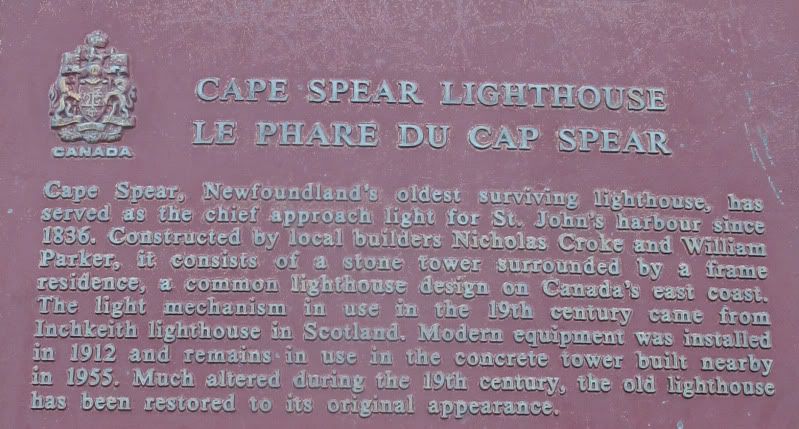 CANADA
CAPE SPEAR LIGHTHOUSE
LE PHARE DU CAP SPEAR
Cape Spear, Newfoundland's oldest surviving lighthouse, has
served as the chief approach light for St. John's harbour since
1836. Constructed by local builders Nicholas Croke and William
Parker, it consists of a stone tower surrounded by a frame
residence, a common lighthouse design on Canada's east coast.
The light mechanism in use in the 19th century came from
Inchkeith lighthouse in Scotland. Modern equipment was installed
in 1912 and remains in use in the concrete tower built nearby
in 1955. Much altered during the 19th century, the old lighthouse
has been restored to its original appearance.